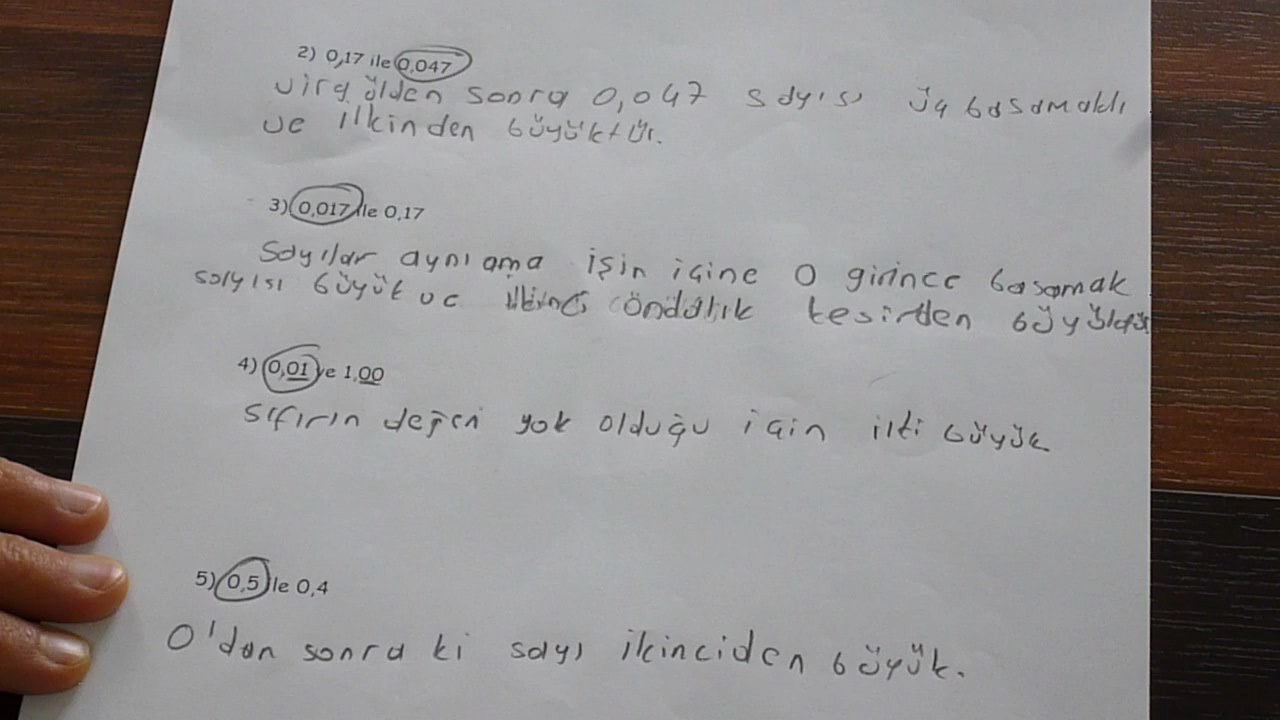 2) 0,17 ile 0,047
virgülden sonra 0,047 sayısı üç basamaklı
ve ilkinden büyüktür.
3) 0,017 ile 0,17
Sayılar aynı ama işin içine 0 girince basamak
sayısı büyük ve ondalık kesirden büyüktür
4) 0,01 ve 1,00
Sıfırın değeri yok olduğu için ilki büyük
5) 0,5 ile 0,4
0'dan sonra ki sayı ikinciden büyük.